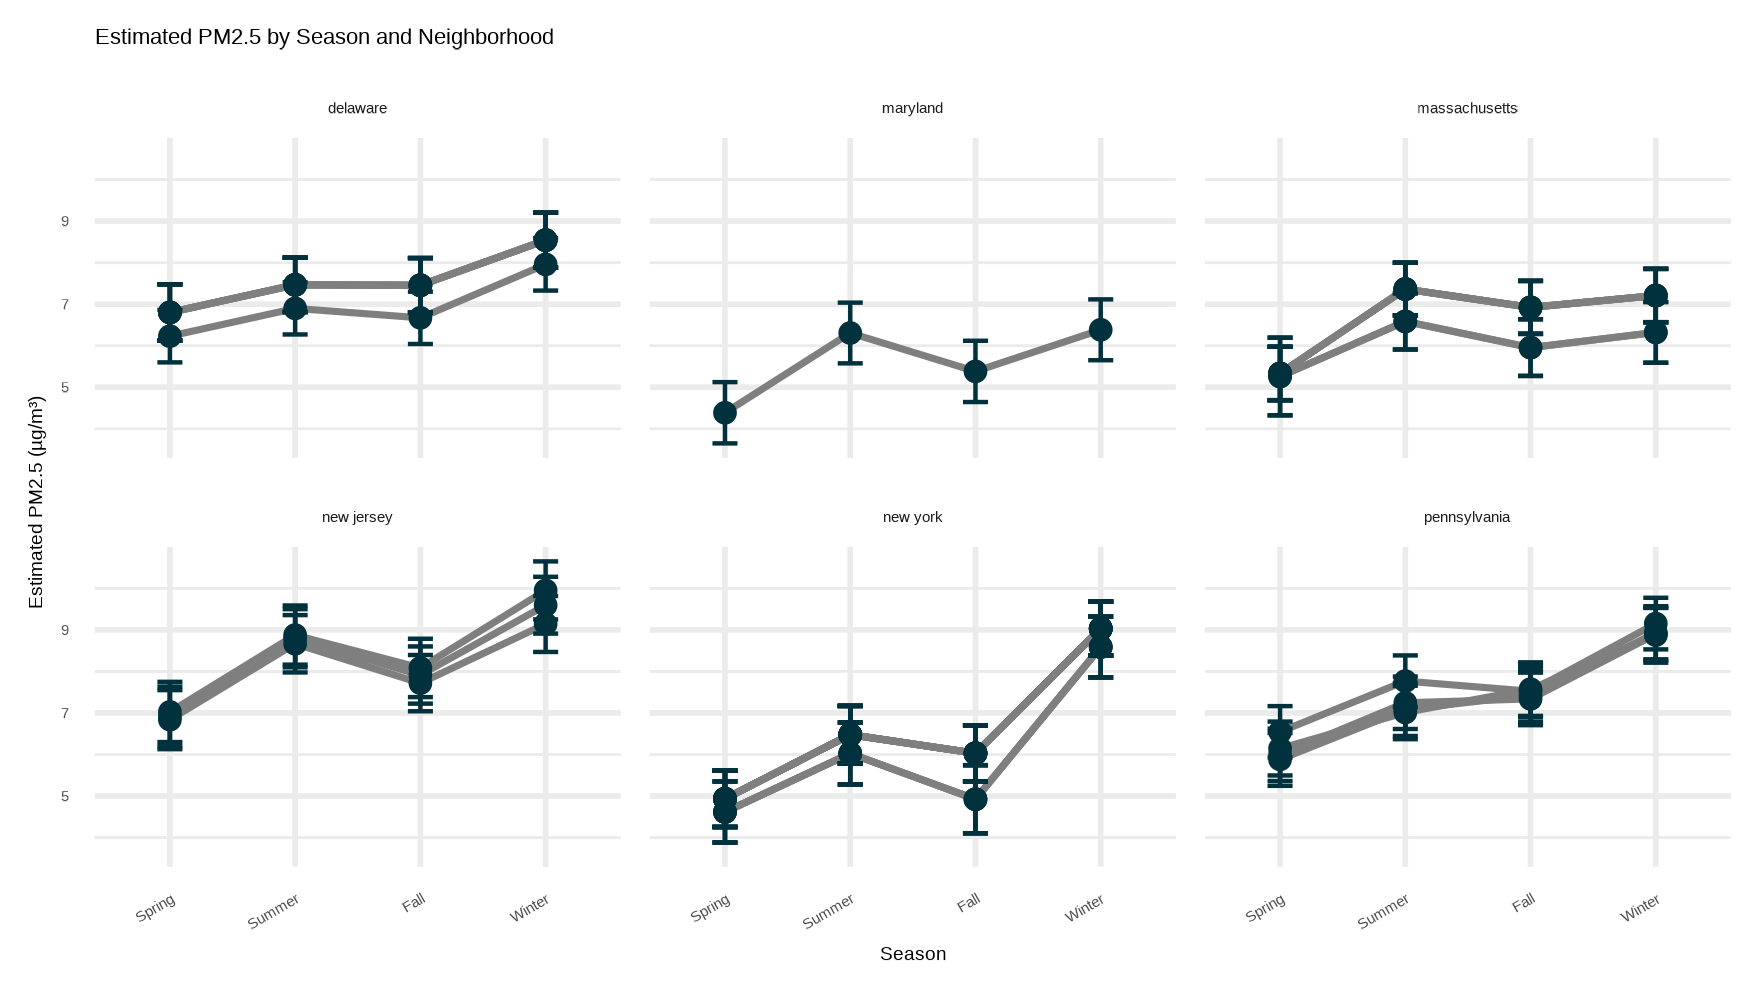 Estimated PM2.5 by Season and Neighborhood
delaware
maryland
massachusetts
9
7
5
new jersey
new york
pennsylvania
9
7
5
Estimated PM2.5 (µg/m³)
Spring
Summer
Fall
Winter
Spring
Summer
Fall
Winter
Spring
Summer
Fall
Winter
Season